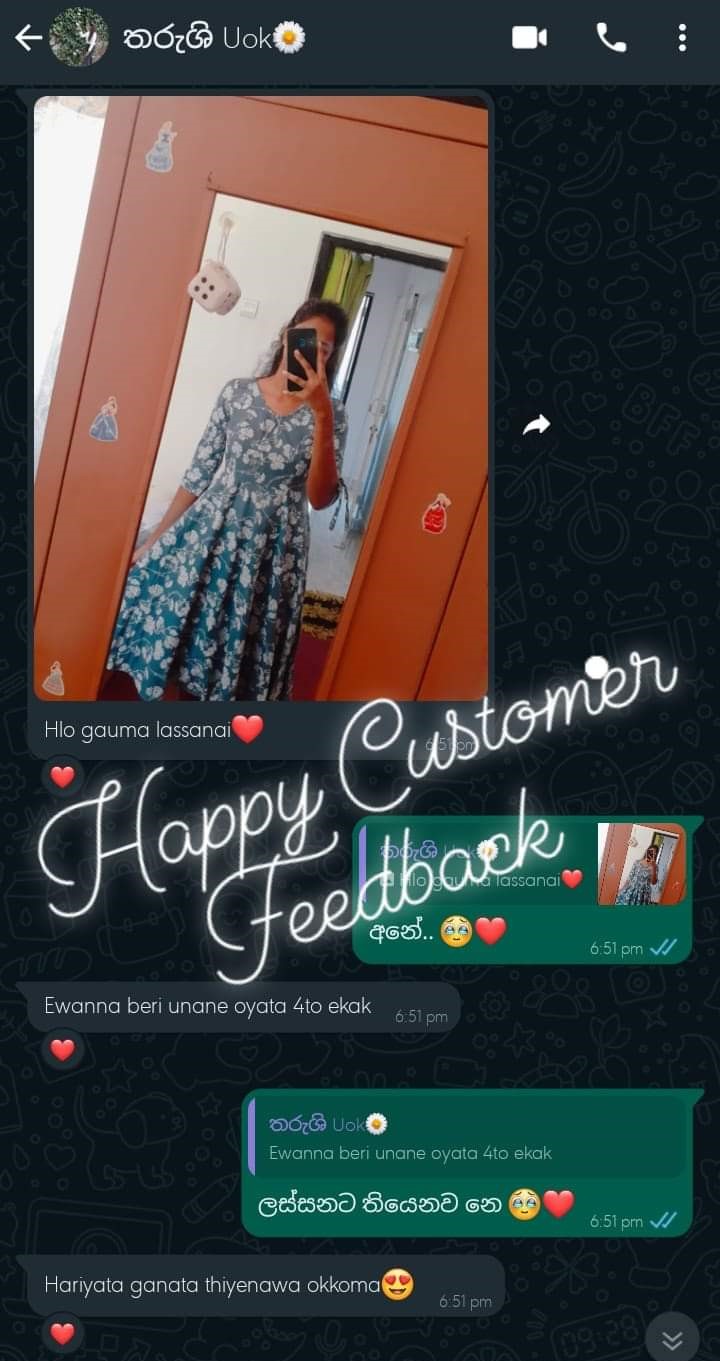 තරුශි Uok🌼
Hlo gauma lassanai❤️
6:51 pm
Happy Customer
Feedback
තරුශි Uok🌼
Hlo gauma lassanai❤️
අනේ.. 🥹❤️
6:51 pm
Ewanna beri unane oyata 4to ekak
6:51 pm
තරුශි Uok🌼
Ewanna beri unane oyata 4to ekak
ලස්සනට තියෙනව නෙ 🥹❤️
6:51 pm
Hariyata ganata thiyenawa okkoma😍
6:51 pm